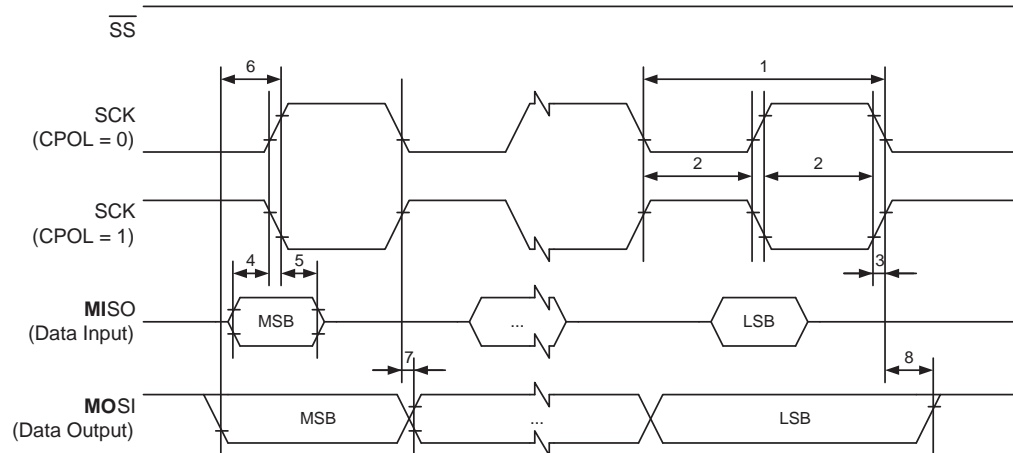 SS
6
1
SCK
(CPOL = 0)
2
2
SCK
(CPOL = 1)
4
5
3
MISO
(Data Input)
MSB
...
LSB
7
8
MOSI
(Data Output)
MSB
...
LSB